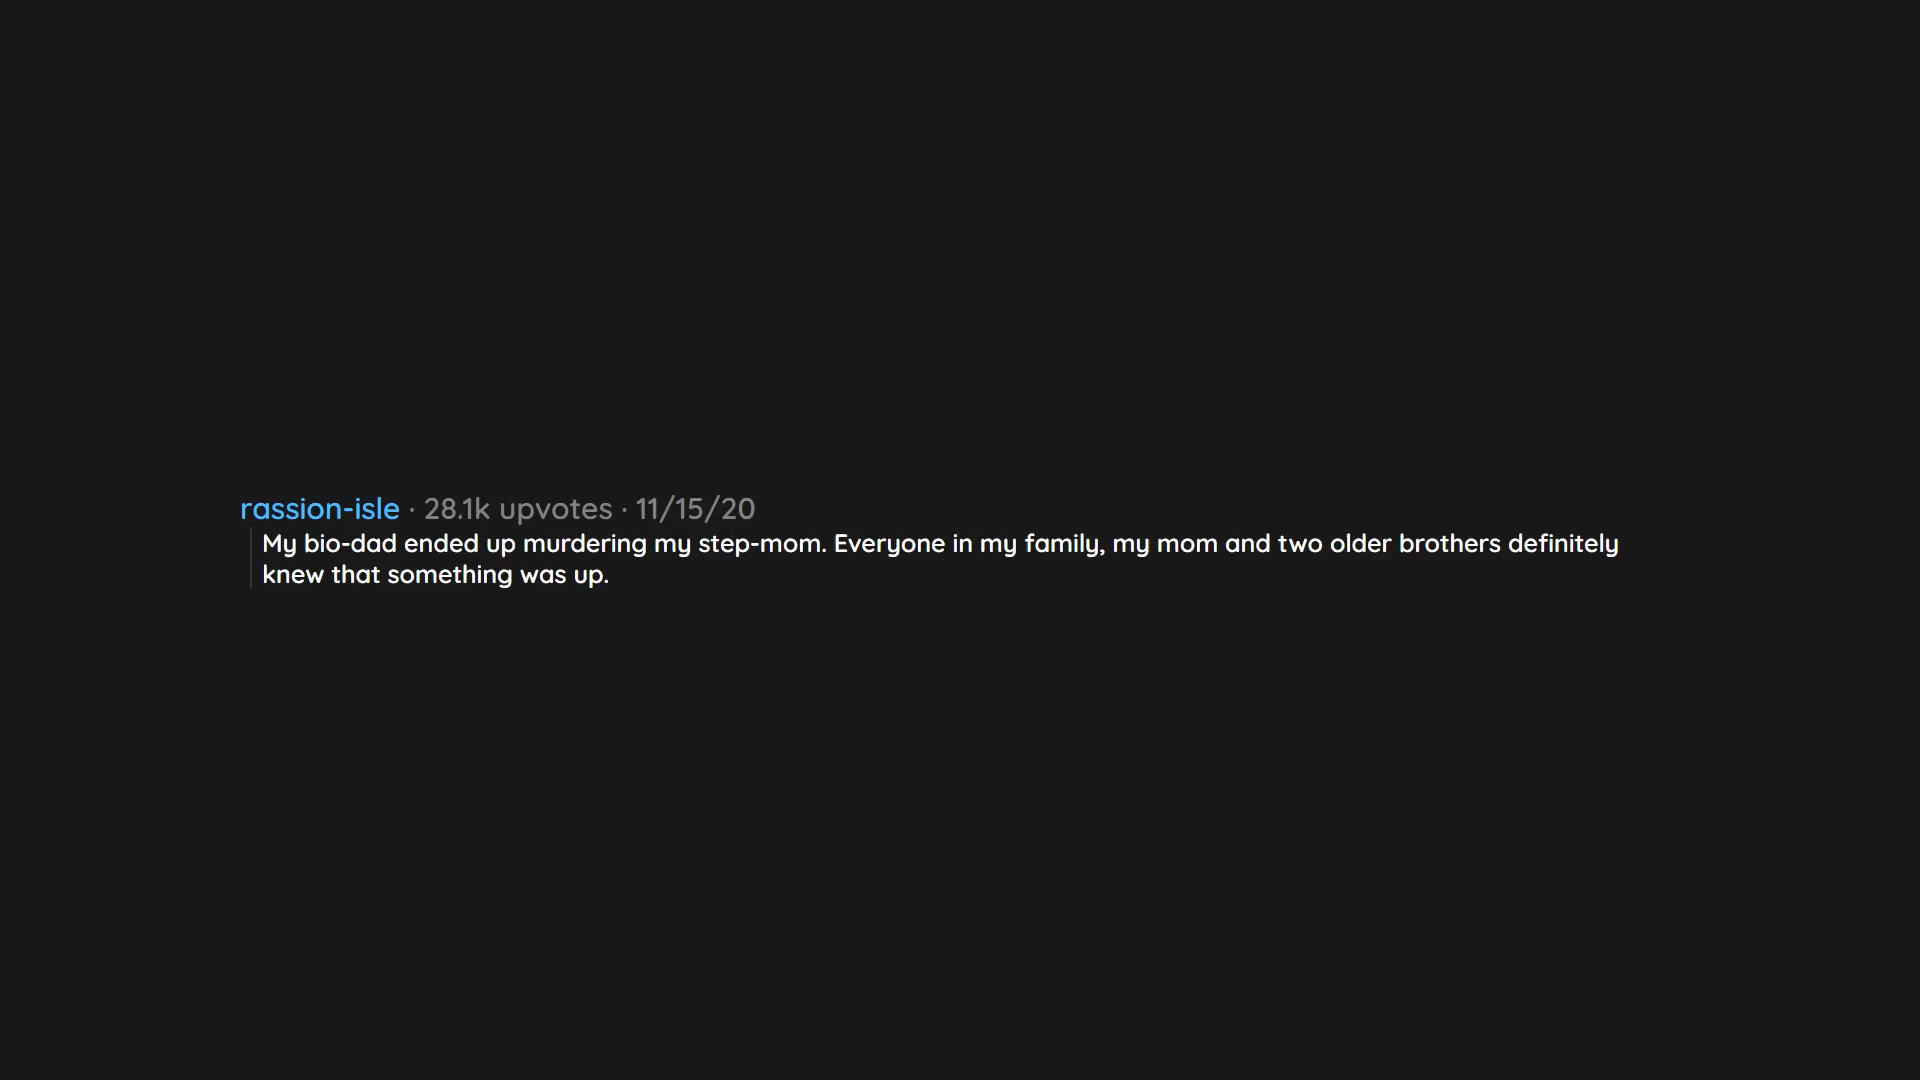 rassion-isle · 28.1k upvotes · 11/15/20
My bio-dad ended up murdering my step-mom. Everyone in my family, my mom and two older brothers definitely
knew that something was up.